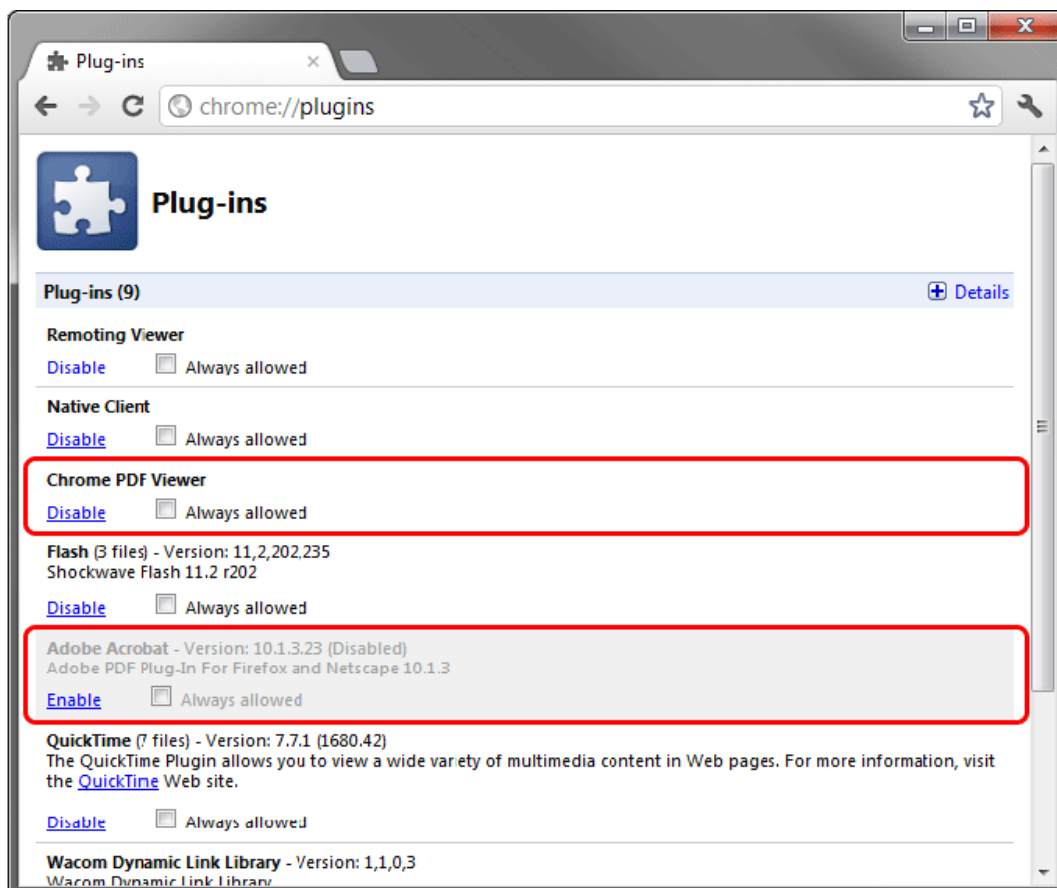 Plug-ins
chrome://plugins
Plug-ins
Plug-ins (9)
Details
Remoting Viewer
Disable Always allowed
Native Client
Disable Always allowed
Chrome PDF Viewer
Disable Always allowed
Flash (3 files) - Version: 11,2,202,235
Shockwave Flash 11.2 r202
Disable Always allowed
Adobe Acrobat - Version: 10.1.3.23 (Disabled)
Adobe PDF Plug-In For Firefox and Netscape 10.1.3
Enable Always allowed
QuickTime (7 files) - Version: 7.7.1 (1680.42)
The QuickTime Plugin allows you to view a wide variety of multimedia content in Web pages. For more information, visit
the QuickTime Web site.
Disable Always allowed
Wacom Dynamic Link Library - Version: 1,1,0,3
Wacom Dynamic Link Library